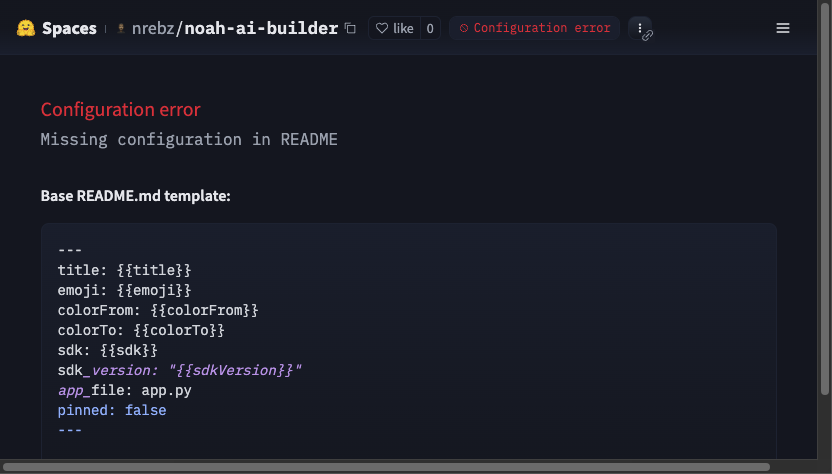 Spaces nrebz/noah-ai-builder like 0 Configuration error
Configuration error
Missing configuration in README
Base README.md template:
---
title: {{title}}
emoji: {{emoji}}
colorFrom: {{colorFrom}}
colorTo: {{colorTo}}
sdk: {{sdk}}
sdk_version: "{{sdkVersion}}"
app_file: app.py
pinned: false
---